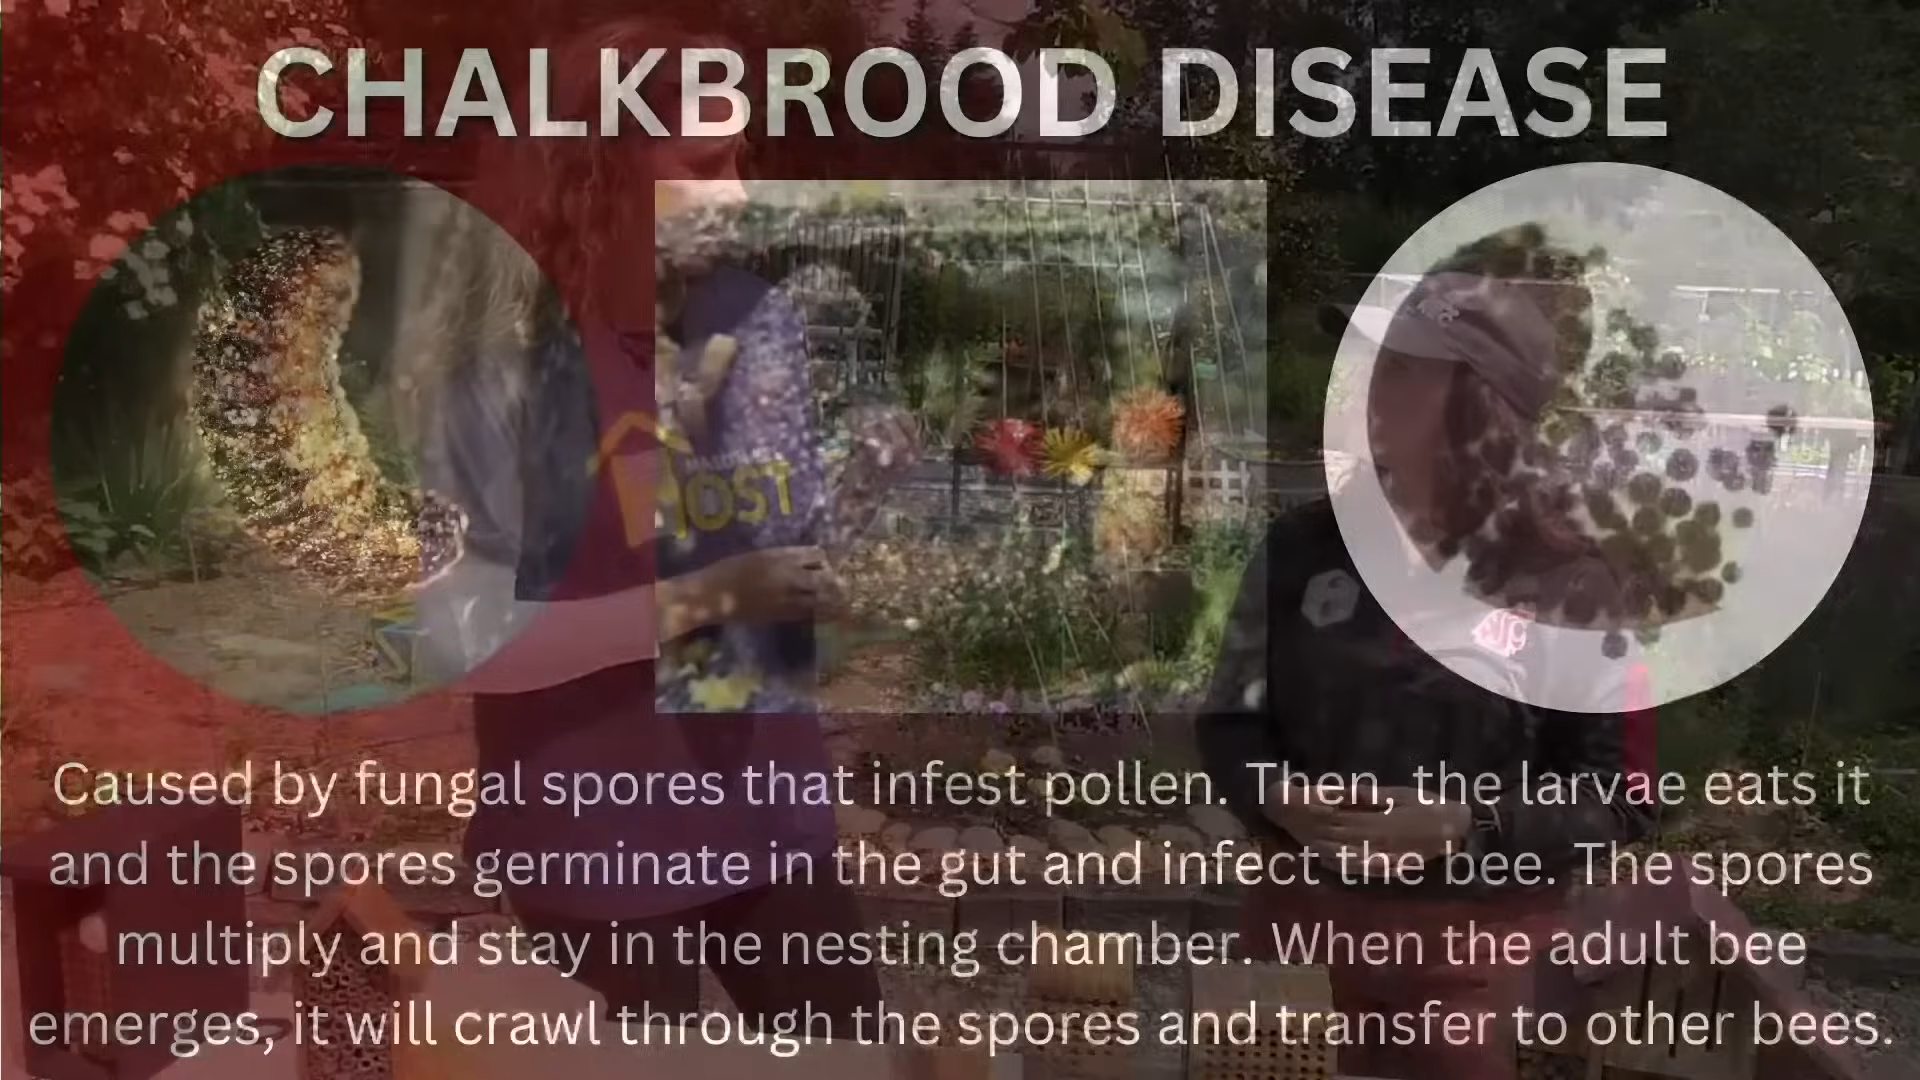 CHALKBROOD DISEASE
HOST
Caused by fungal spores that infest pollen. Then, the larvae eats it
and the spores germinate in the gut and infect the bee. The spores
multiply and stay in the nesting chamber. When the adult bee
emerges, it will crawl through the spores and transfer to other bees.